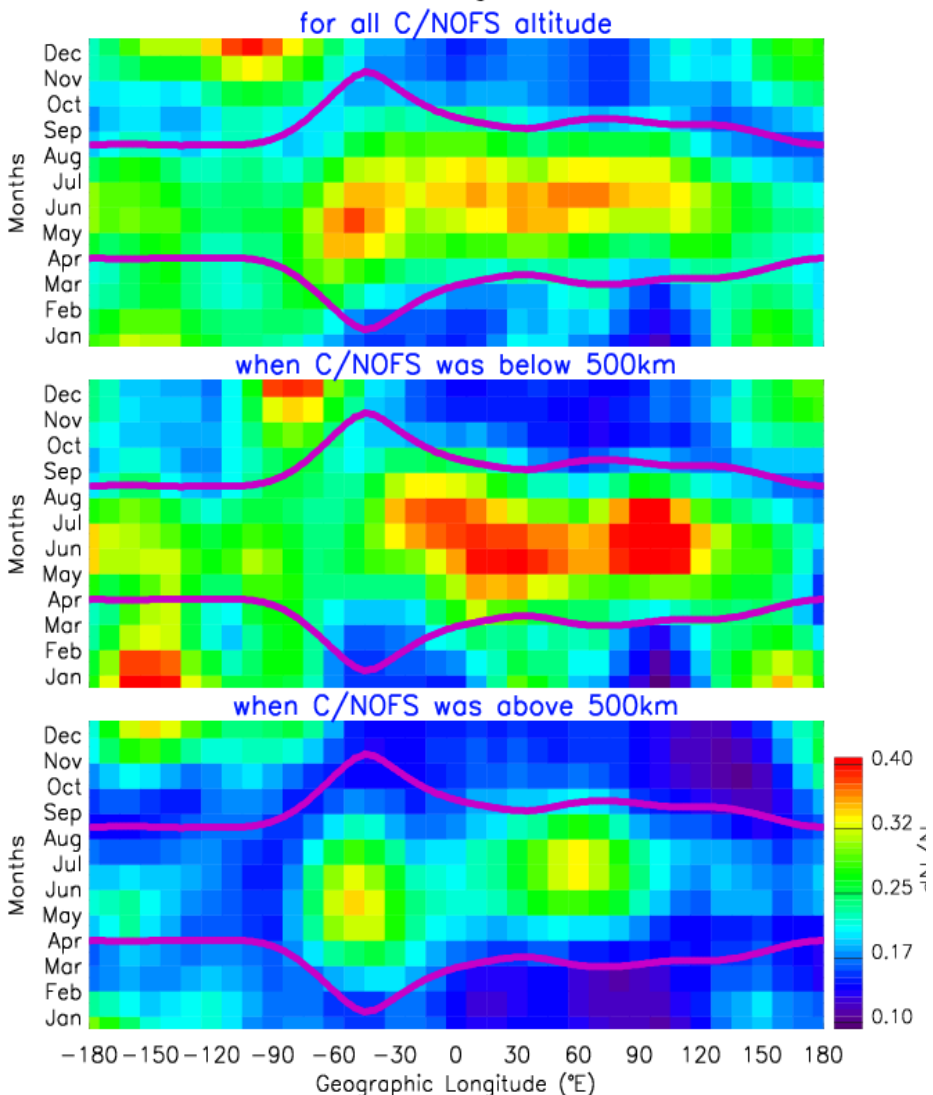 for all C/NOFS altitude
Dec
Nov
Oct
Sep
Aug
Jul
Jun
May
Apr
Mar
Feb
Jan
Months
when C/NOFS was below 500km
Dec
Nov
Oct
Sep
Aug
Jul
Jun
May
Apr
Mar
Feb
Jan
Months
when C/NOFS was above 500km
Dec
Nov
Oct
Sep
Aug
Jul
Jun
May
Apr
Mar
Feb
Jan
Months
0.40
0.32
0.25
0.17
0.10
-180 -150 -120 -90 -60 -30 0 30 60 90 120 150 180
Geographic Longitude (°E)